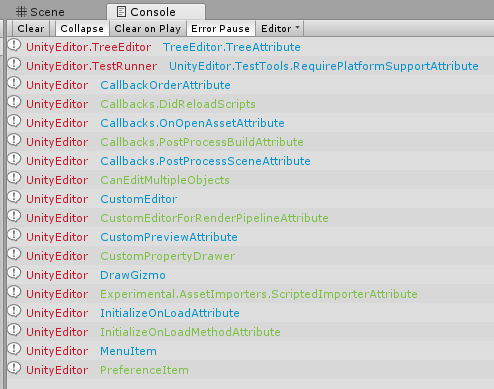 Scene Console
Clear Collapse Clear on Play Error Pause Editor
UnityEditor.TreeEditor TreeEditor.TreeAttribute
UnityEditor.TestRunner UnityEditor.TestTools.RequirePlatformSupportAttribute
UnityEditor CallbackOrderAttribute
UnityEditor Callbacks.DidReloadScripts
UnityEditor Callbacks.OnOpenAssetAttribute
UnityEditor Callbacks.PostProcessBuildAttribute
UnityEditor Callbacks.PostProcessSceneAttribute
UnityEditor CanEditMultipleObjects
UnityEditor CustomEditor
UnityEditor CustomEditorForRenderPipelineAttribute
UnityEditor CustomPreviewAttribute
UnityEditor CustomPropertyDrawer
UnityEditor DrawGizmo
UnityEditor Experimental.AssetImporters.ScriptedImporterAttribute
UnityEditor InitializeOnLoadAttribute
UnityEditor InitializeOnLoadMethodAttribute
UnityEditor MenuItem
UnityEditor PreferenceItem